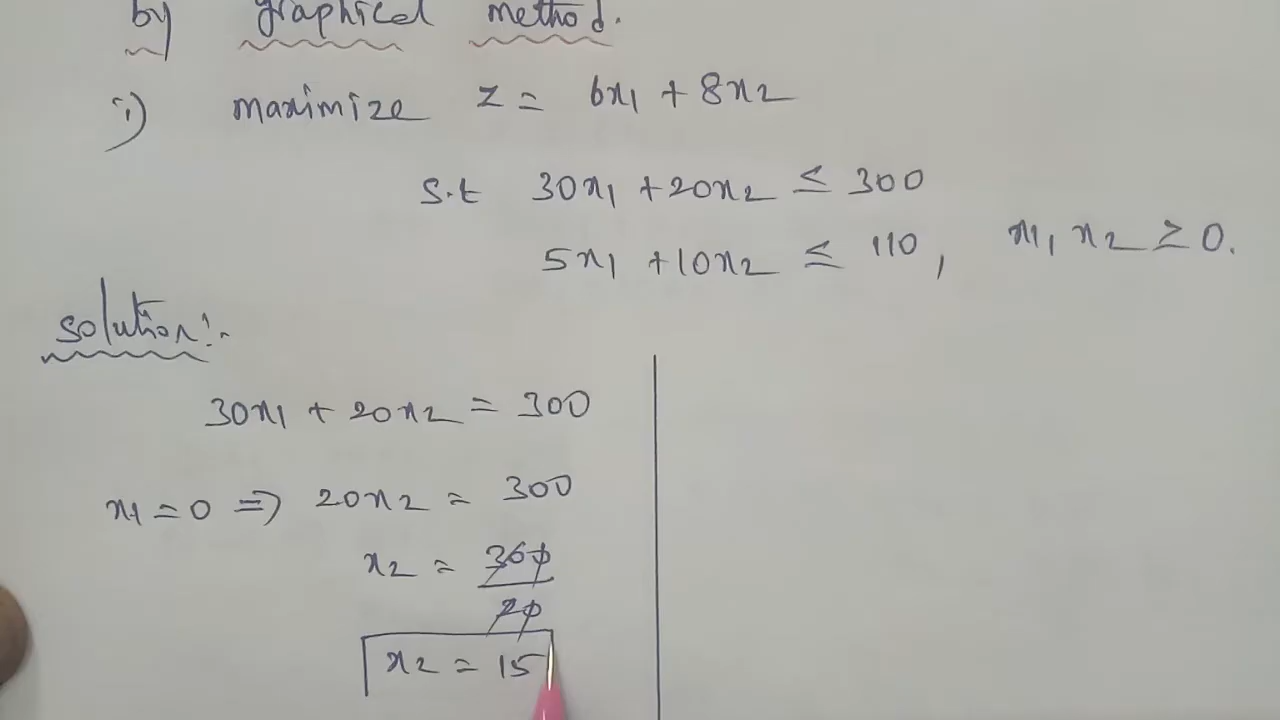 by graphical method.
i) maximize z = 6x1 + 8x2
s.t 30x1 + 20x2 ≤ 300
5x1 + 10x2 ≤ 110, x1, x2 ≥ 0.
solution:-
30x1 + 20x2 = 300
x1 = 0 ⇒ 20x2 = 300
x2 = 300
20
x2 = 15